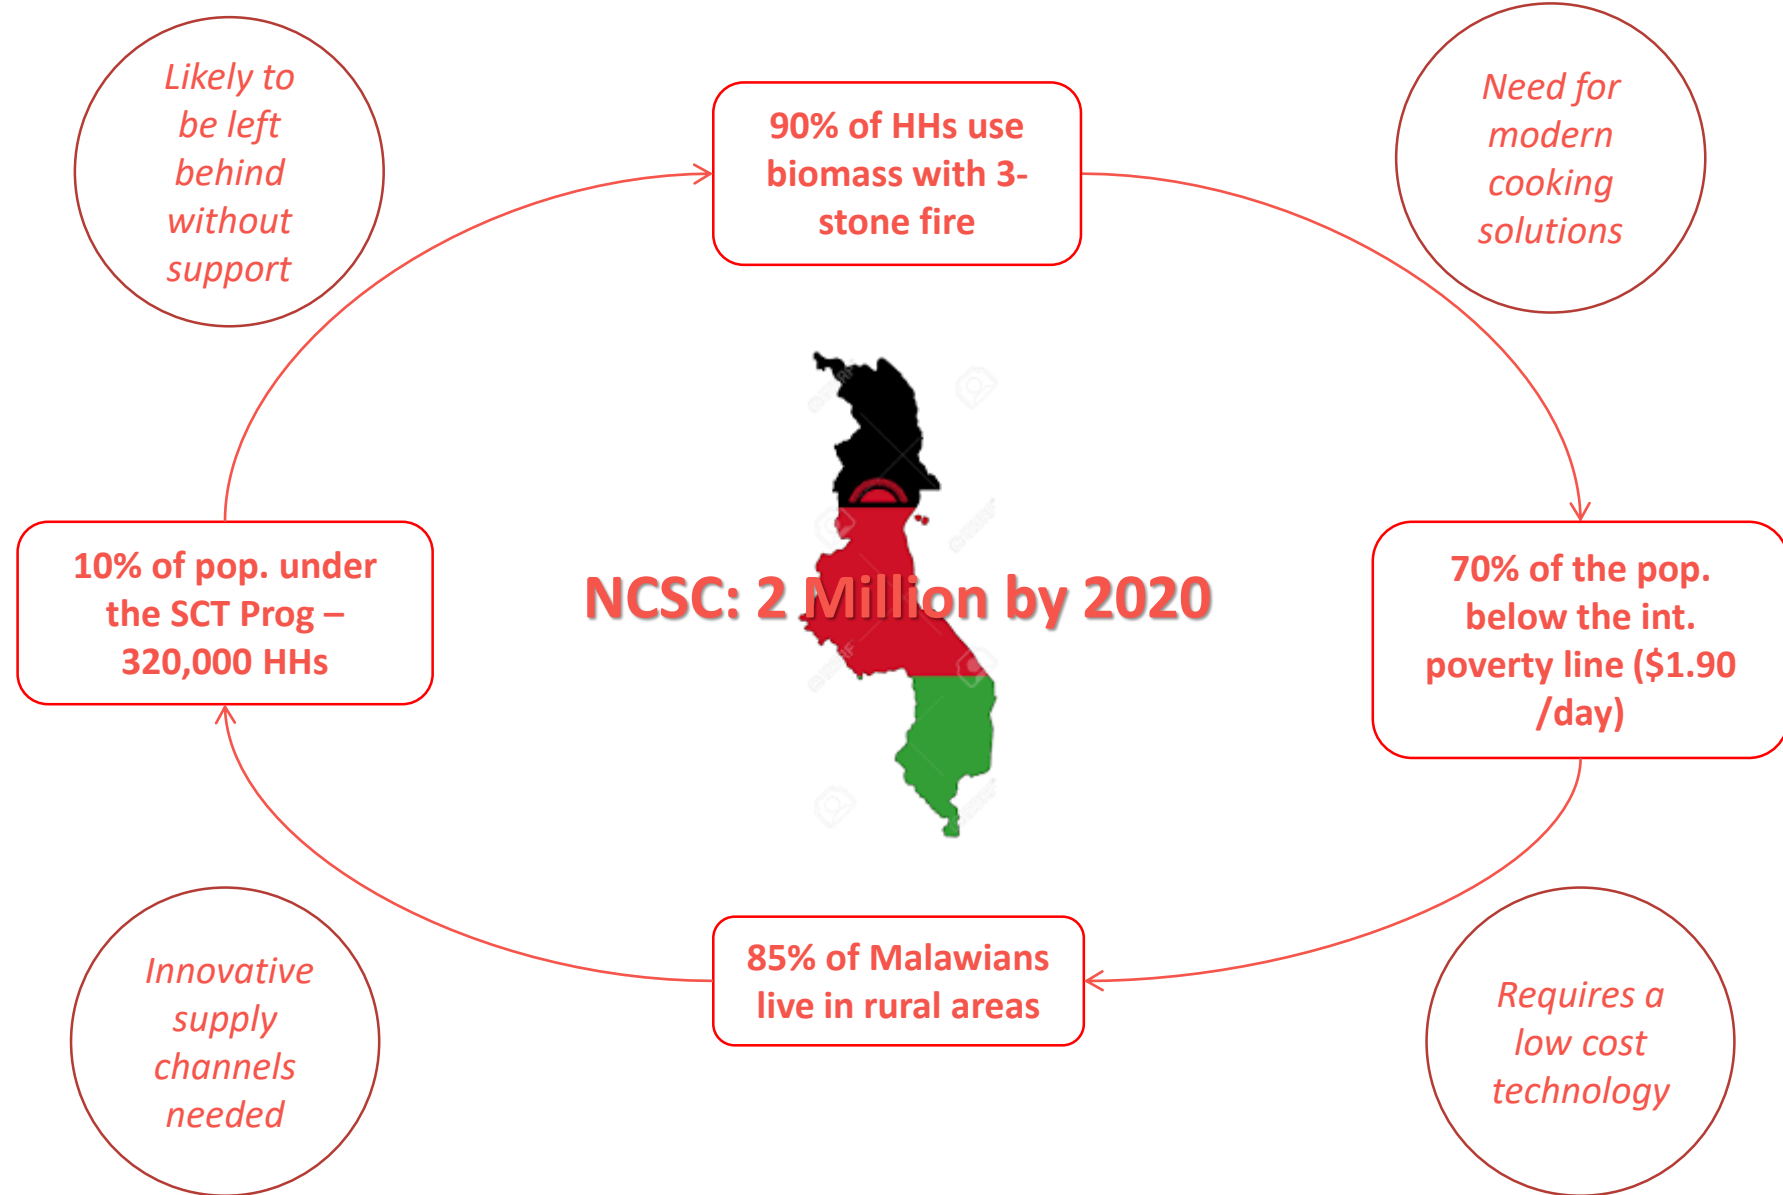 Likely to
be left
behind
without
support
90% of HHs use
biomass with 3-
stone fire
Need for
modern
cooking
solutions
10% of pop. under
the SCT Prog –
320,000 HHs
NCSC: 2 Million by 2020
70% of the pop.
below the int.
poverty line ($1.90
/day)
Innovative
supply
channels
needed
85% of Malawians
live in rural areas
Requires a
low cost
technology